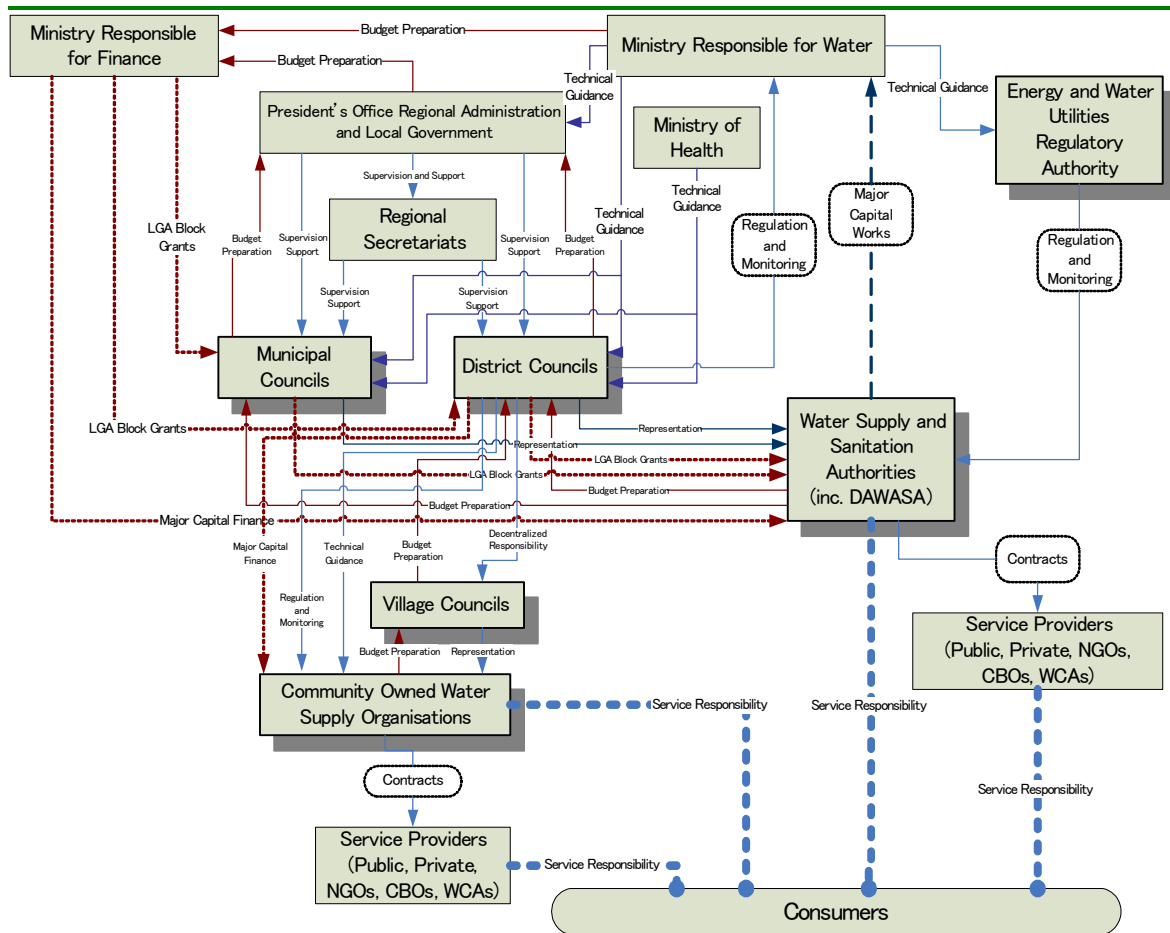 Ministry Responsible
for Finance
Budget Preparation
Ministry Responsible for Water
Budget Preparation
Technical
Guidance
Technical
Guidance
Technical Guidance
Energy and Water
Utilities
Regulatory
Authority
President's Office Regional Administration
and Local Government
Ministry of
Health
Supervision and Support
Technical
Guidance
Technical
Guidance
Major
Capital
Works
Regional
Secretariats
LGA Block
Grants
Budget
Preparation
Supervision
Support
Supervision
Support
Budget
Preparation
Regulation
and
Monitoring
Regulation
and
Monitoring
Supervision
Support
Supervision
Support
Municipal
Councils
District Councils
LGA Block Grants
Representation
Representation
LGA Block Grants
LGA Block Grants
Budget Preparation
Budget Preparation
Water Supply and
Sanitation
Authorities
(inc. DAWASA)
Major Capital Finance
Major Capital
Finance
Technical
Guidance
Budget
Preparation
Decentralized
Responsibility
Contracts
Regulation
and
Monitoring
Village Councils
Budget Preparation
Representation
Service Providers
(Public, Private, NGOs,
CBOs, WCAs)
Community Owned Water
Supply Organisations
Service Responsibility
Service Responsibility
Contracts
Service Responsibility
Service Providers
(Public, Private,
NGOs, CBOs, WCAs)
Service Responsibility
Consumers